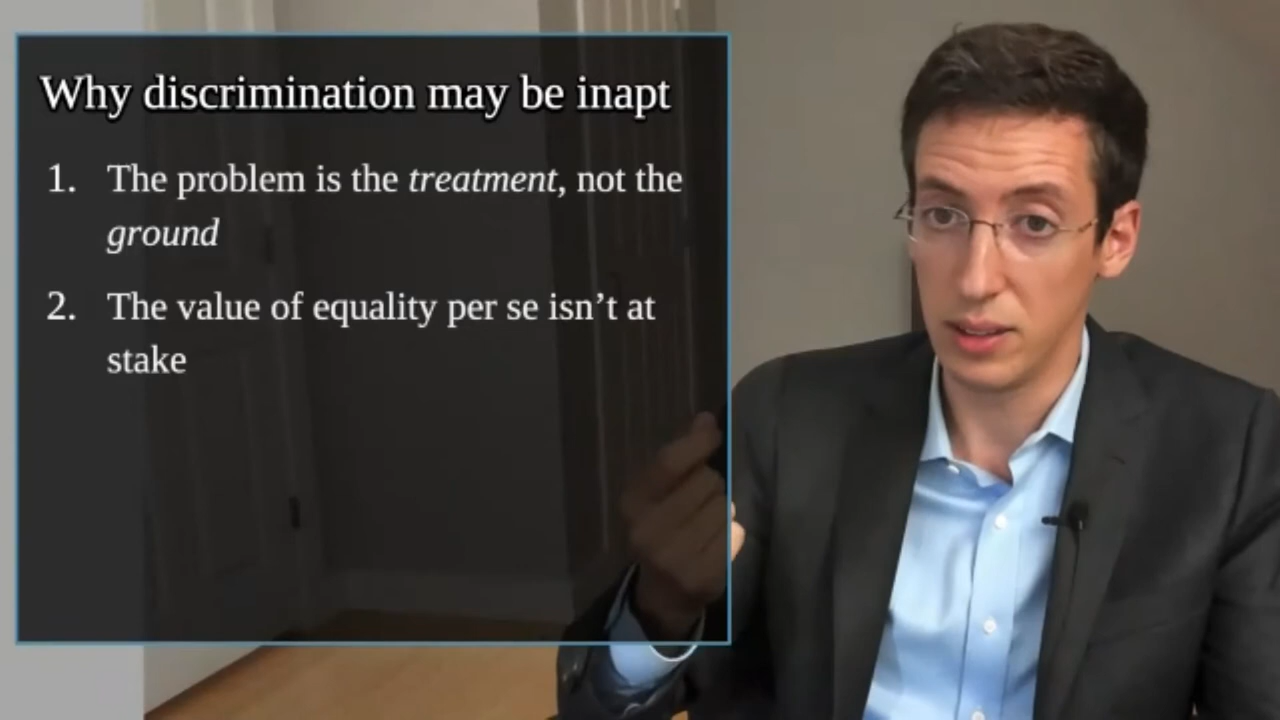 Why discrimination may be inapt
1. The problem is the treatment, not the
ground
2. The value of equality per se isn’t at
stake